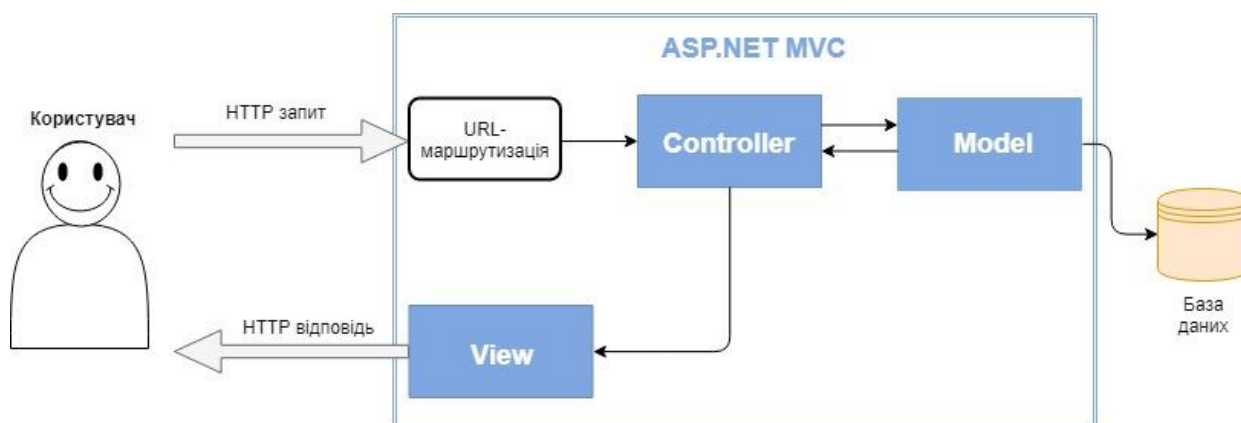 ASP.NET MVC
Користувач
HTTP запит
URL-
маршрутизація
Controller
Model
База
даних
HTTP відповідь
View